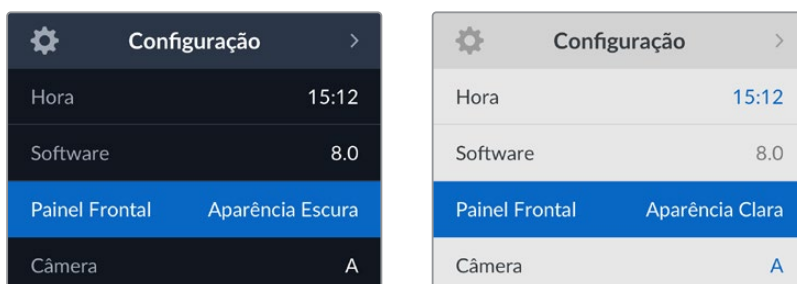 Configuração
Hora 15:12
Software 8.0
Painel Frontal Aparência Escura
Câmera A
Configuração
Hora 15:12
Software 8.0
Painel Frontal Aparência Clara
Câmera A